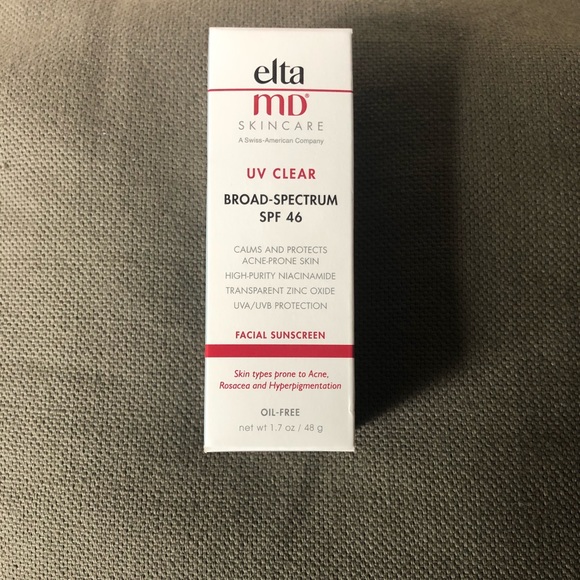 elta
MD®
SKINCARE
A Swiss-American Company
UV CLEAR
BROAD-SPECTRUM
SPF 46
CALMS AND PROTECTS
ACNE-PRONE SKIN
HIGH-PURITY NIACINAMIDE
TRANSPARENT ZINC OXIDE
UVA/UVB PROTECTION
FACIAL SUNSCREEN
Skin types prone to Acne,
Rosacea and Hyperpigmentation
OIL-FREE
net wt 1.7 oz / 48 g